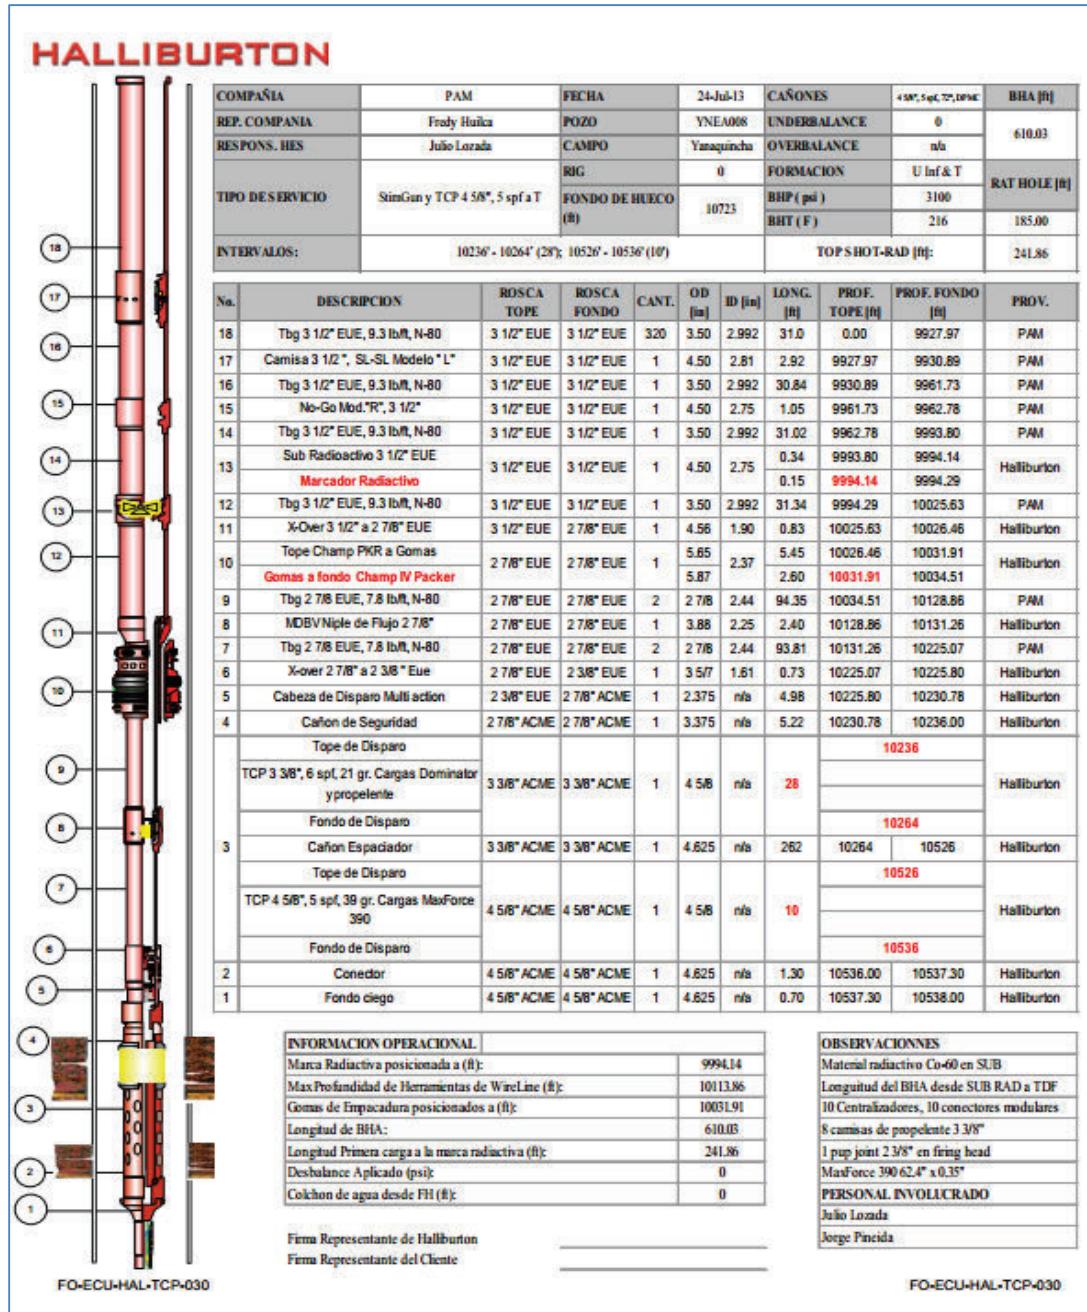 HALLIBURTON
COMPAÑIA PAM FECHA 24-Jul-13 CAÑONES 4 5/8", 5 spf, 72°, DP/MC BHA [ft]
REP. COMPANIA Fredy Huilca POZO YNEA008 UNDERBALANCE 0 610.03
RESPONS. HES Julio Lozada CAMPO Yanaquincha OVERBALANCE n/a
TIPO DE SERVICIO StimGun y TCP 4 5/8", 5 spf a T RIG 0 FORMACION U Inf & T RAT HOLE [ft]
FONDO DE HUECO (ft) 10723 BHP ( psi ) 3100
BHT ( F ) 216 185.00
INTERVALOS: 10236' - 10264' (28'); 10526' - 10536' (10') TOP SHOT-RAD [ft]: 241.86
No. DESCRIPCION ROSCA TOPE ROSCA FONDO CANT. OD [in] ID [in] LONG. [ft] PROF. TOPE [ft] PROF. FONDO [ft] PROV.
18 Tbg 3 1/2" EUE, 9.3 lb/ft, N-80 3 1/2" EUE 3 1/2" EUE 320 3.50 2.992 31.0 0.00 9927.97 PAM
17 Camisa 3 1/2 ", SL-SL Modelo " L" 3 1/2" EUE 3 1/2" EUE 1 4.50 2.81 2.92 9927.97 9930.89 PAM
16 Tbg 3 1/2" EUE, 9.3 lb/ft, N-80 3 1/2" EUE 3 1/2" EUE 1 3.50 2.992 30.84 9930.89 9961.73 PAM
15 No-Go Mod."R", 3 1/2" 3 1/2" EUE 3 1/2" EUE 1 4.50 2.75 1.05 9961.73 9962.78 PAM
14 Tbg 3 1/2" EUE, 9.3 lb/ft, N-80 3 1/2" EUE 3 1/2" EUE 1 3.50 2.992 31.02 9962.78 9993.80 PAM
13 Sub Radioactivo 3 1/2" EUE 3 1/2" EUE 3 1/2" EUE 1 4.50 2.75 0.34 9993.80 9994.14 Halliburton
Marcador Radiactivo 0.15 9994.14 9994.29
12 Tbg 3 1/2" EUE, 9.3 lb/ft, N-80 3 1/2" EUE 3 1/2" EUE 1 3.50 2.992 31.34 9994.29 10025.63 PAM
11 X-Over 3 1/2" a 2 7/8" EUE 3 1/2" EUE 2 7/8" EUE 1 4.56 1.90 0.83 10025.63 10026.46 Halliburton
10 Tope Champ PKR a Gomas 2 7/8" EUE 2 7/8" EUE 1 5.65 2.37 5.45 10026.46 10031.91 Halliburton
Gomas a fondo Champ IV Packer 5.87 2.60 10031.91 10034.51
9 Tbg 2 7/8 EUE, 7.8 lb/ft, N-80 2 7/8" EUE 2 7/8" EUE 2 2 7/8 2.44 94.35 10034.51 10128.86 PAM
8 MDBV Niple de Flujo 2 7/8" 2 7/8" EUE 2 7/8" EUE 1 3.88 2.25 2.40 10128.86 10131.26 Halliburton
7 Tbg 2 7/8 EUE, 7.8 lb/ft, N-80 2 7/8" EUE 2 7/8" EUE 2 2 7/8 2.44 93.81 10131.26 10225.07 PAM
6 X-over 2 7/8" a 2 3/8 " Eue 2 7/8" EUE 2 3/8" EUE 1 3 5/7 1.61 0.73 10225.07 10225.80 Halliburton
5 Cabeza de Disparo Multi action 2 3/8" EUE 2 7/8" ACME 1 2.375 n/a 4.98 10225.80 10230.78 Halliburton
4 Cañon de Seguridad 2 7/8" ACME 2 7/8" ACME 1 3.375 n/a 5.22 10230.78 10236.00 Halliburton
Tope de Disparo 10236
TCP 3 3/8", 6 spf, 21 gr. Cargas Dominator y propelente 3 3/8" ACME 3 3/8" ACME 1 4 5/8 n/a 28 Halliburton
Fondo de Disparo 10264
3 Cañon Espaciador 3 3/8" ACME 3 3/8" ACME 1 4.625 n/a 262 10264 10526 Halliburton
Tope de Disparo 10526
TCP 4 5/8", 5 spf, 39 gr. Cargas MaxForce 390 4 5/8" ACME 4 5/8" ACME 1 4 5/8 n/a 10 Halliburton
Fondo de Disparo 10536
2 Conector 4 5/8" ACME 4 5/8" ACME 1 4.625 n/a 1.30 10536.00 10537.30 Halliburton
1 Fondo ciego 4 5/8" ACME 4 5/8" ACME 1 4.625 n/a 0.70 10537.30 10538.00 Halliburton
18
17
16
15
14
13
12
11
10
9
8
7
6
5
4
3
2
1
INFORMACION OPERACIONAL
Marca Radiactiva posicionada a (ft): 9994.14
Max Profandidad de Herramientas de WireLine (ft): 10113.86
Gomas de Empacadura posicionados a (ft): 10031.91
Longitud de BHA: 610.03
Longitud Primera carga a la marca radiactiva (ft): 241.86
Desbalance Aplicado (psi): 0
Colchon de agua desde FH (ft): 0
OBSERVACIONNES
Material radiactivo Co-60 en SUB
Longuitud del BHA desde SUB RAD a TDF
10 Centralizadores, 10 conectores modulares
8 camisas de propelente 3 3/8"
1 pup joint 2 3/8" en firing head
MaxForce 390 62.4" x 0.35"
PERSONAL INVOLUCRADO
Julio Lozada
Jorge Pineida
Firma Representante de Halliburton
Firma Representante del Cliente
FO-ECU-HAL-TCP-030 FO-ECU-HAL-TCP-030